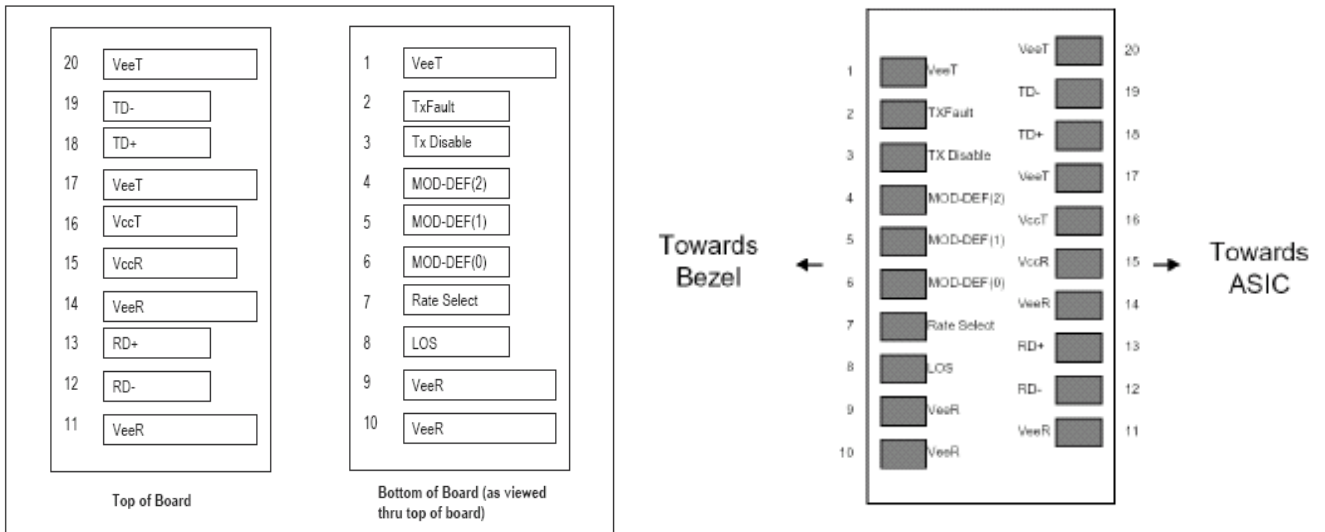 20 VeeT
19 TD-
18 TD+
17 VeeT
16 VccT
15 VccR
14 VeeR
13 RD+
12 RD-
11 VeeR
Top of Board
1 VeeT
2 TxFault
3 Tx Disable
4 MOD-DEF(2)
5 MOD-DEF(1)
6 MOD-DEF(0)
7 Rate Select
8 LOS
9 VeeR
10 VeeR
Bottom of Board (as viewed
thru top of board)
Towards
Bezel
1 VeeT
2 TXFault
3 TX Disable
4 MOD-DEF(2)
5 MOD-DEF(1)
6 MOD-DEF(0)
7 Rate Select
8 LOS
9 VeeR
10 VeeR
VeeT 20
TD- 19
TD+ 18
VeeT 17
VccT 16
VccR 15
VeeR 14
RD+ 13
RD- 12
VeeR 11
Towards
ASIC